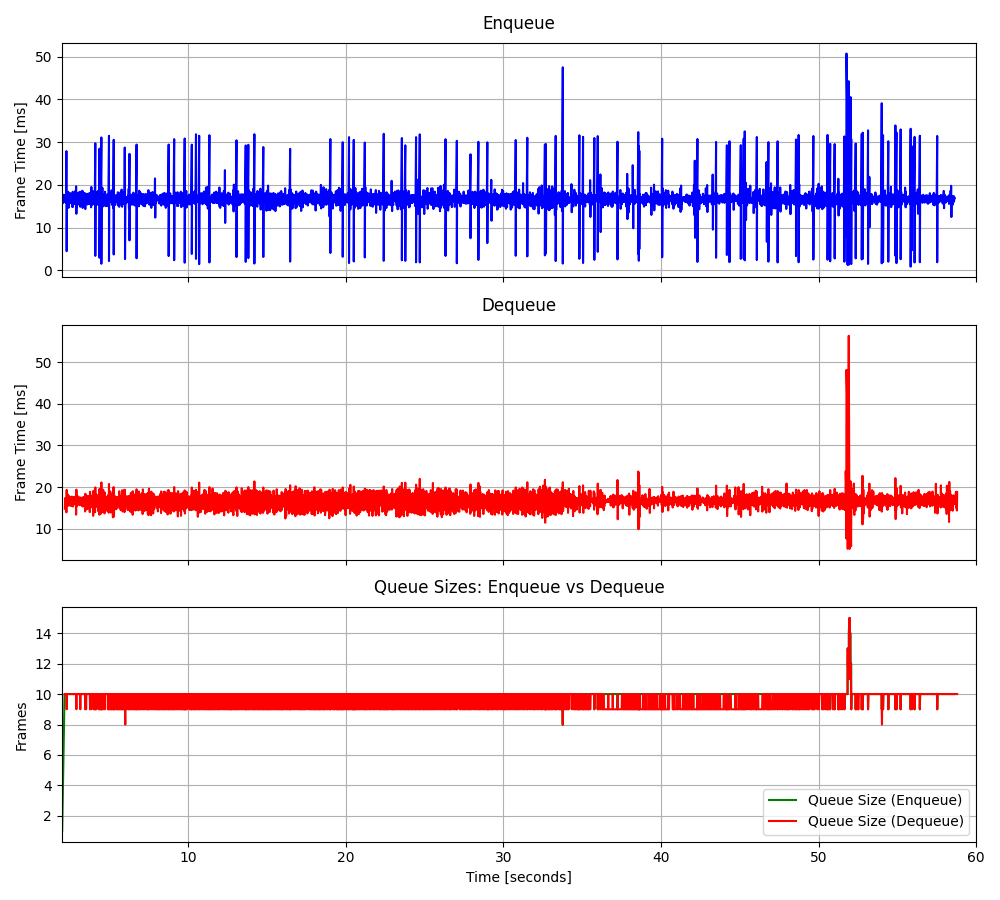 Enqueue
Frame Time [ms]
50
40
30
20
10
0
Dequeue
Frame Time [ms]
50
40
30
20
10
Queue Sizes: Enqueue vs Dequeue
Frames
14
12
10
8
6
4
2
Queue Size (Enqueue)
Queue Size (Dequeue)
10 20 30 40 50 60
Time [seconds]